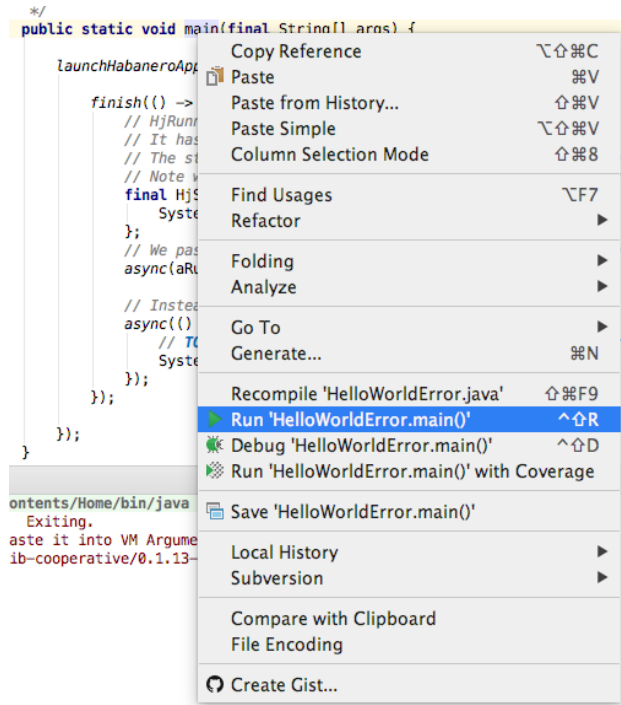 */
public static void main(final String[] args) {
launchHabaneroApp
finish(() ->
// HjRunn
// It has
// The st
// Note w
final HjS
Syste
};
// We pas
async(aRu
// Instea
async(()
// TO
Syste
});
});
});
}
ontents/Home/bin/java
Exiting.
aste it into VM Argume
ib-cooperative/0.1.13-
Copy Reference ⌥⇧⌘C
Paste ⌘V
Paste from History... ⇧⌘V
Paste Simple ⌥⇧⌘V
Column Selection Mode ⇧⌘8
Find Usages ⌥F7
Refactor
Folding
Analyze
Go To
Generate... ⌘N
Recompile 'HelloWorldError.java' ⇧⌘F9
Run 'HelloWorldError.main()' ^⇧R
Debug 'HelloWorldError.main()' ^⇧D
Run 'HelloWorldError.main()' with Coverage
Save 'HelloWorldError.main()'
Local History
Subversion
Compare with Clipboard
File Encoding
Create Gist...